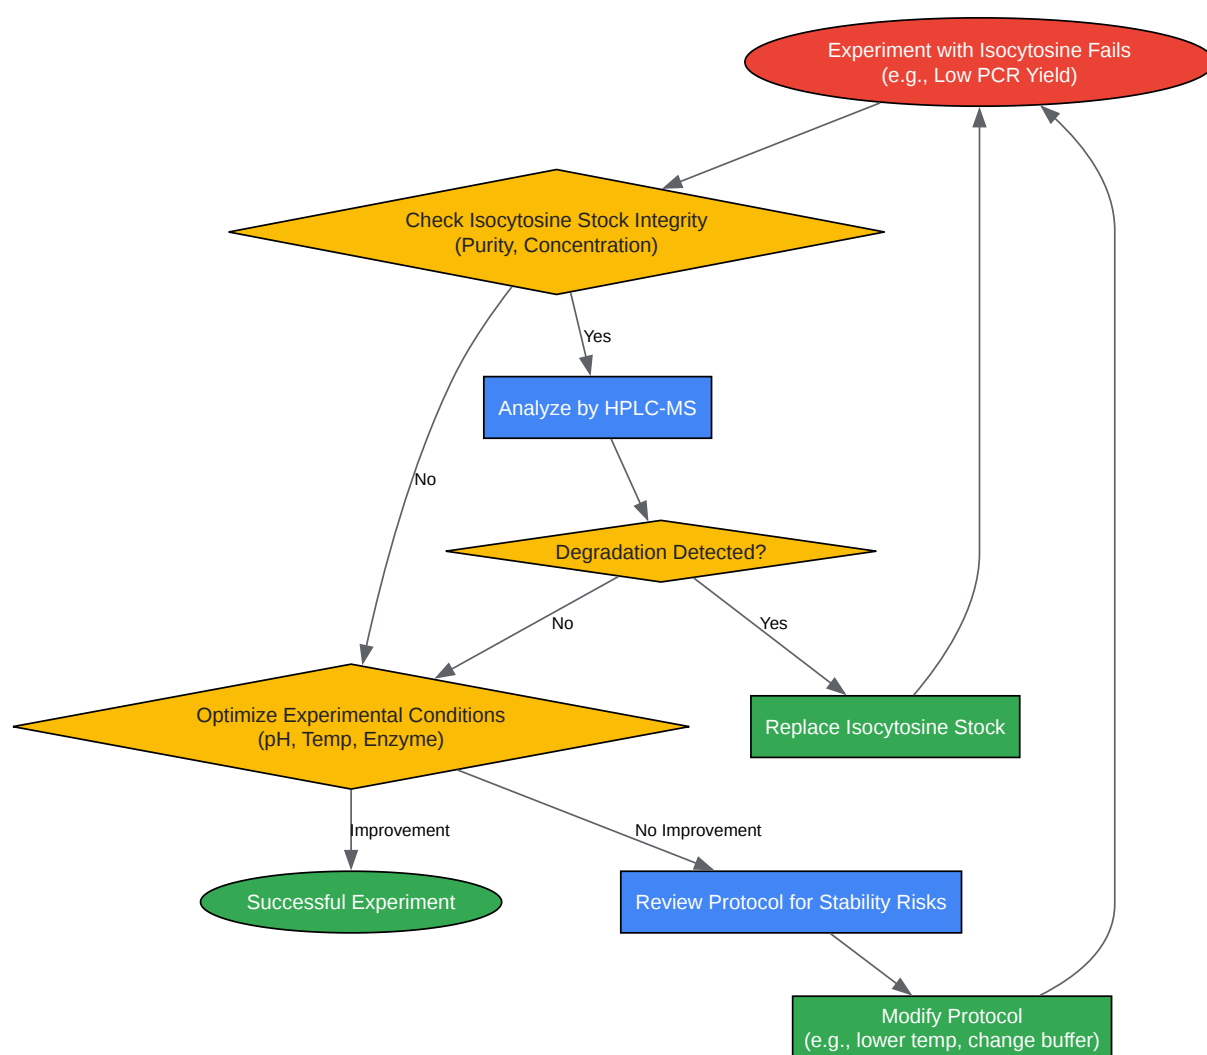 Experiment with Isocytosine Fails
(e.g., Low PCR Yield)
Check Isocytosine Stock Integrity
(Purity, Concentration)
Yes
Analyze by HPLC-MS
No
Degradation Detected?
No
Yes
Optimize Experimental Conditions
(pH, Temp, Enzyme)
Replace Isocytosine Stock
Improvement
No Improvement
Successful Experiment
Review Protocol for Stability Risks
Modify Protocol
(e.g., lower temp, change buffer)